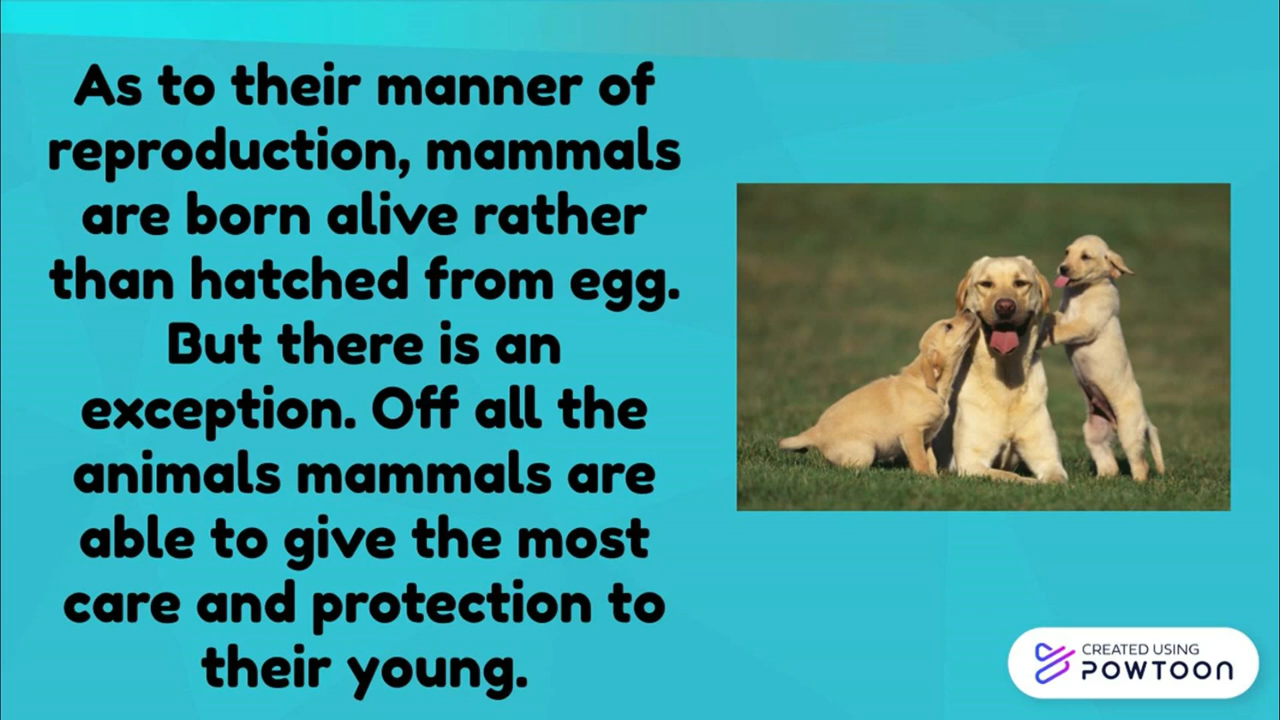 As to their manner of
reproduction, mammals
are born alive rather
than hatched from egg.
But there is an
exception. Off all the
animals mammals are
able to give the most
care and protection to
their young.
CREATED USING
POWTOON